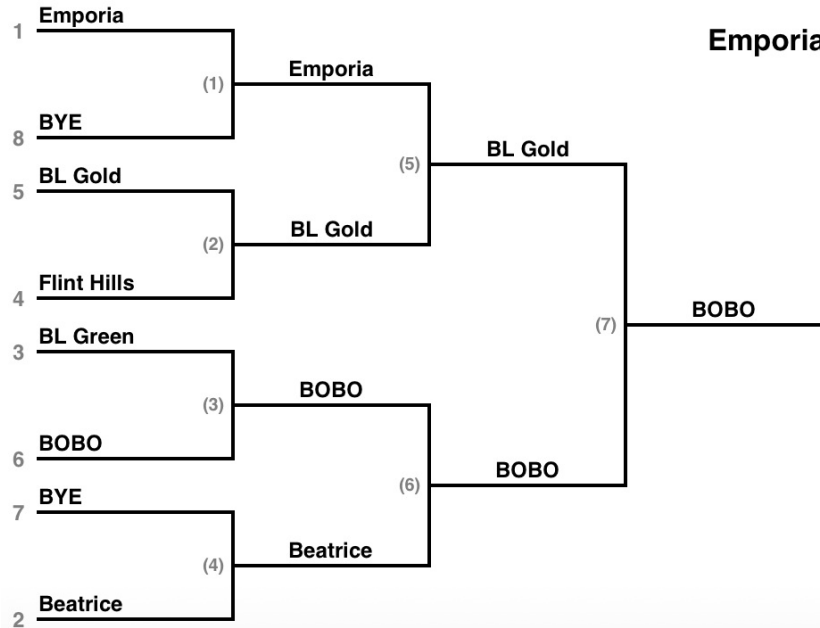 Emporia
1
Emporia
Emporia
(1)
BYE
8
BL Gold
BL Gold
5
(5)
BL Gold
(2)
Flint Hills
4
BL Green
3
BOBO
(7)
BOBO
(3)
BOBO
6
BOBO
BYE
(6)
7
Beatrice
(4)
Beatrice
2